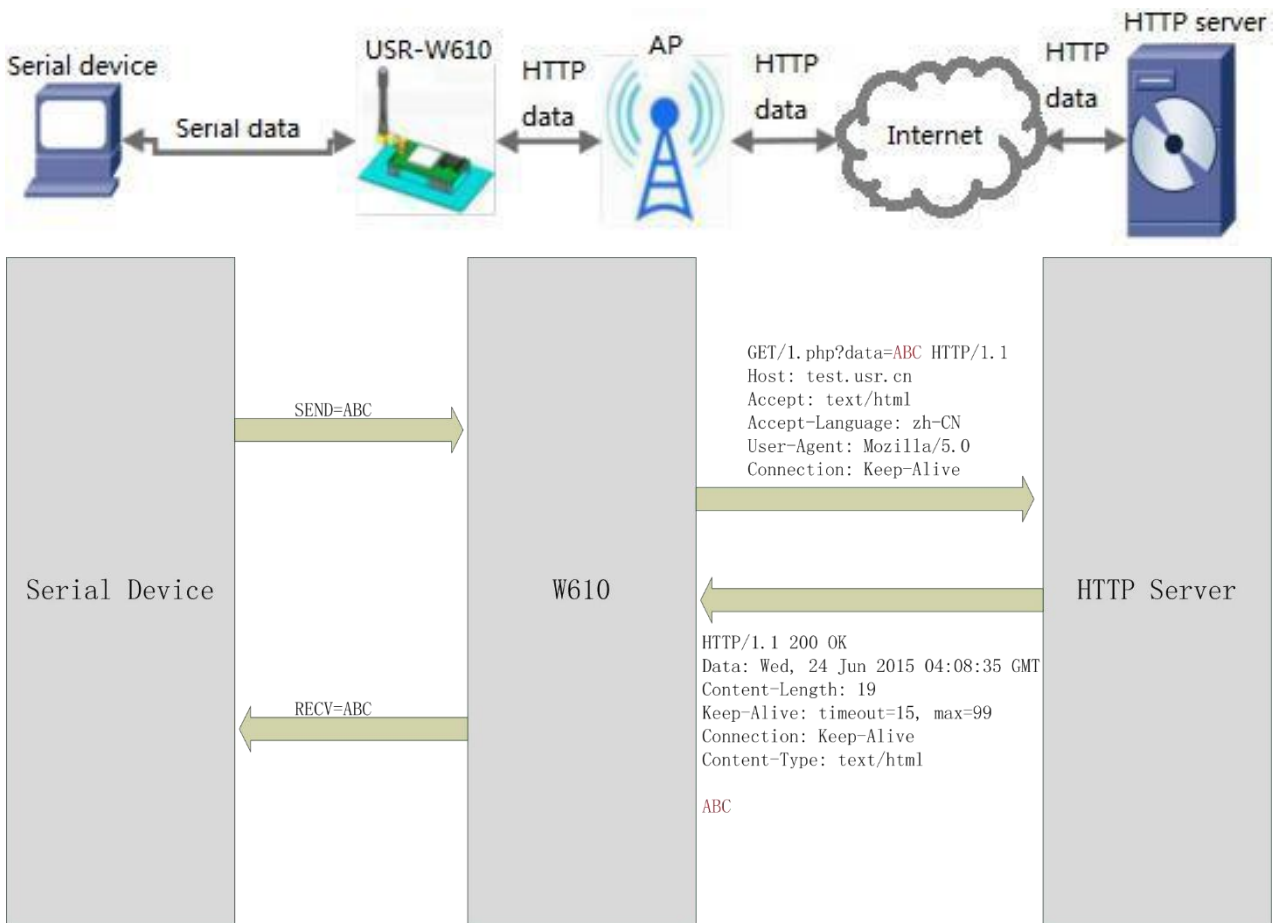 Serial device
Serial data
USR-W610
HTTP
data
AP
HTTP
data
Internet
HTTP
data
HTTP server
SEND=ABC
GET/1.php?data=ABC HTTP/1.1
Host: test.usr.cn
Accept: text/html
Accept-Language: zh-CN
User-Agent: Mozilla/5.0
Connection: Keep-Alive
Serial Device
W610
HTTP Server
HTTP/1.1 200 OK
Data: Wed, 24 Jun 2015 04:08:35 GMT
Content-Length: 19
Keep-Alive: timeout=15, max=99
Connection: Keep-Alive
Content-Type: text/html
ABC
RECV=ABC